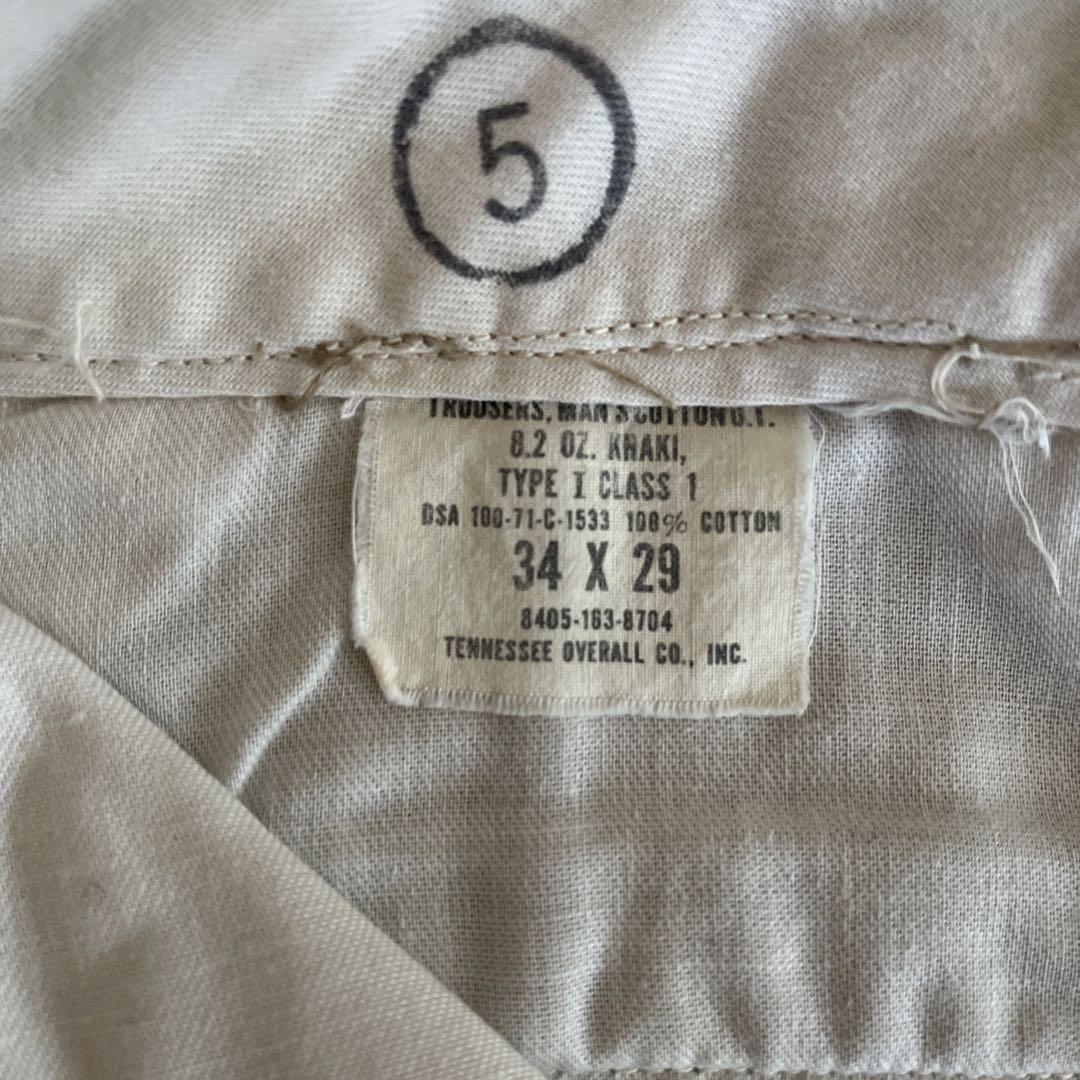 5
TROUSERS, MAN'S COTTON U.T.
8.2 OZ. KHAKI,
TYPE I CLASS 1
DSA 100-71-C-1533 100% COTTON
34 X 29
8405-163-8704
TENNESSEE OVERALL CO., INC.